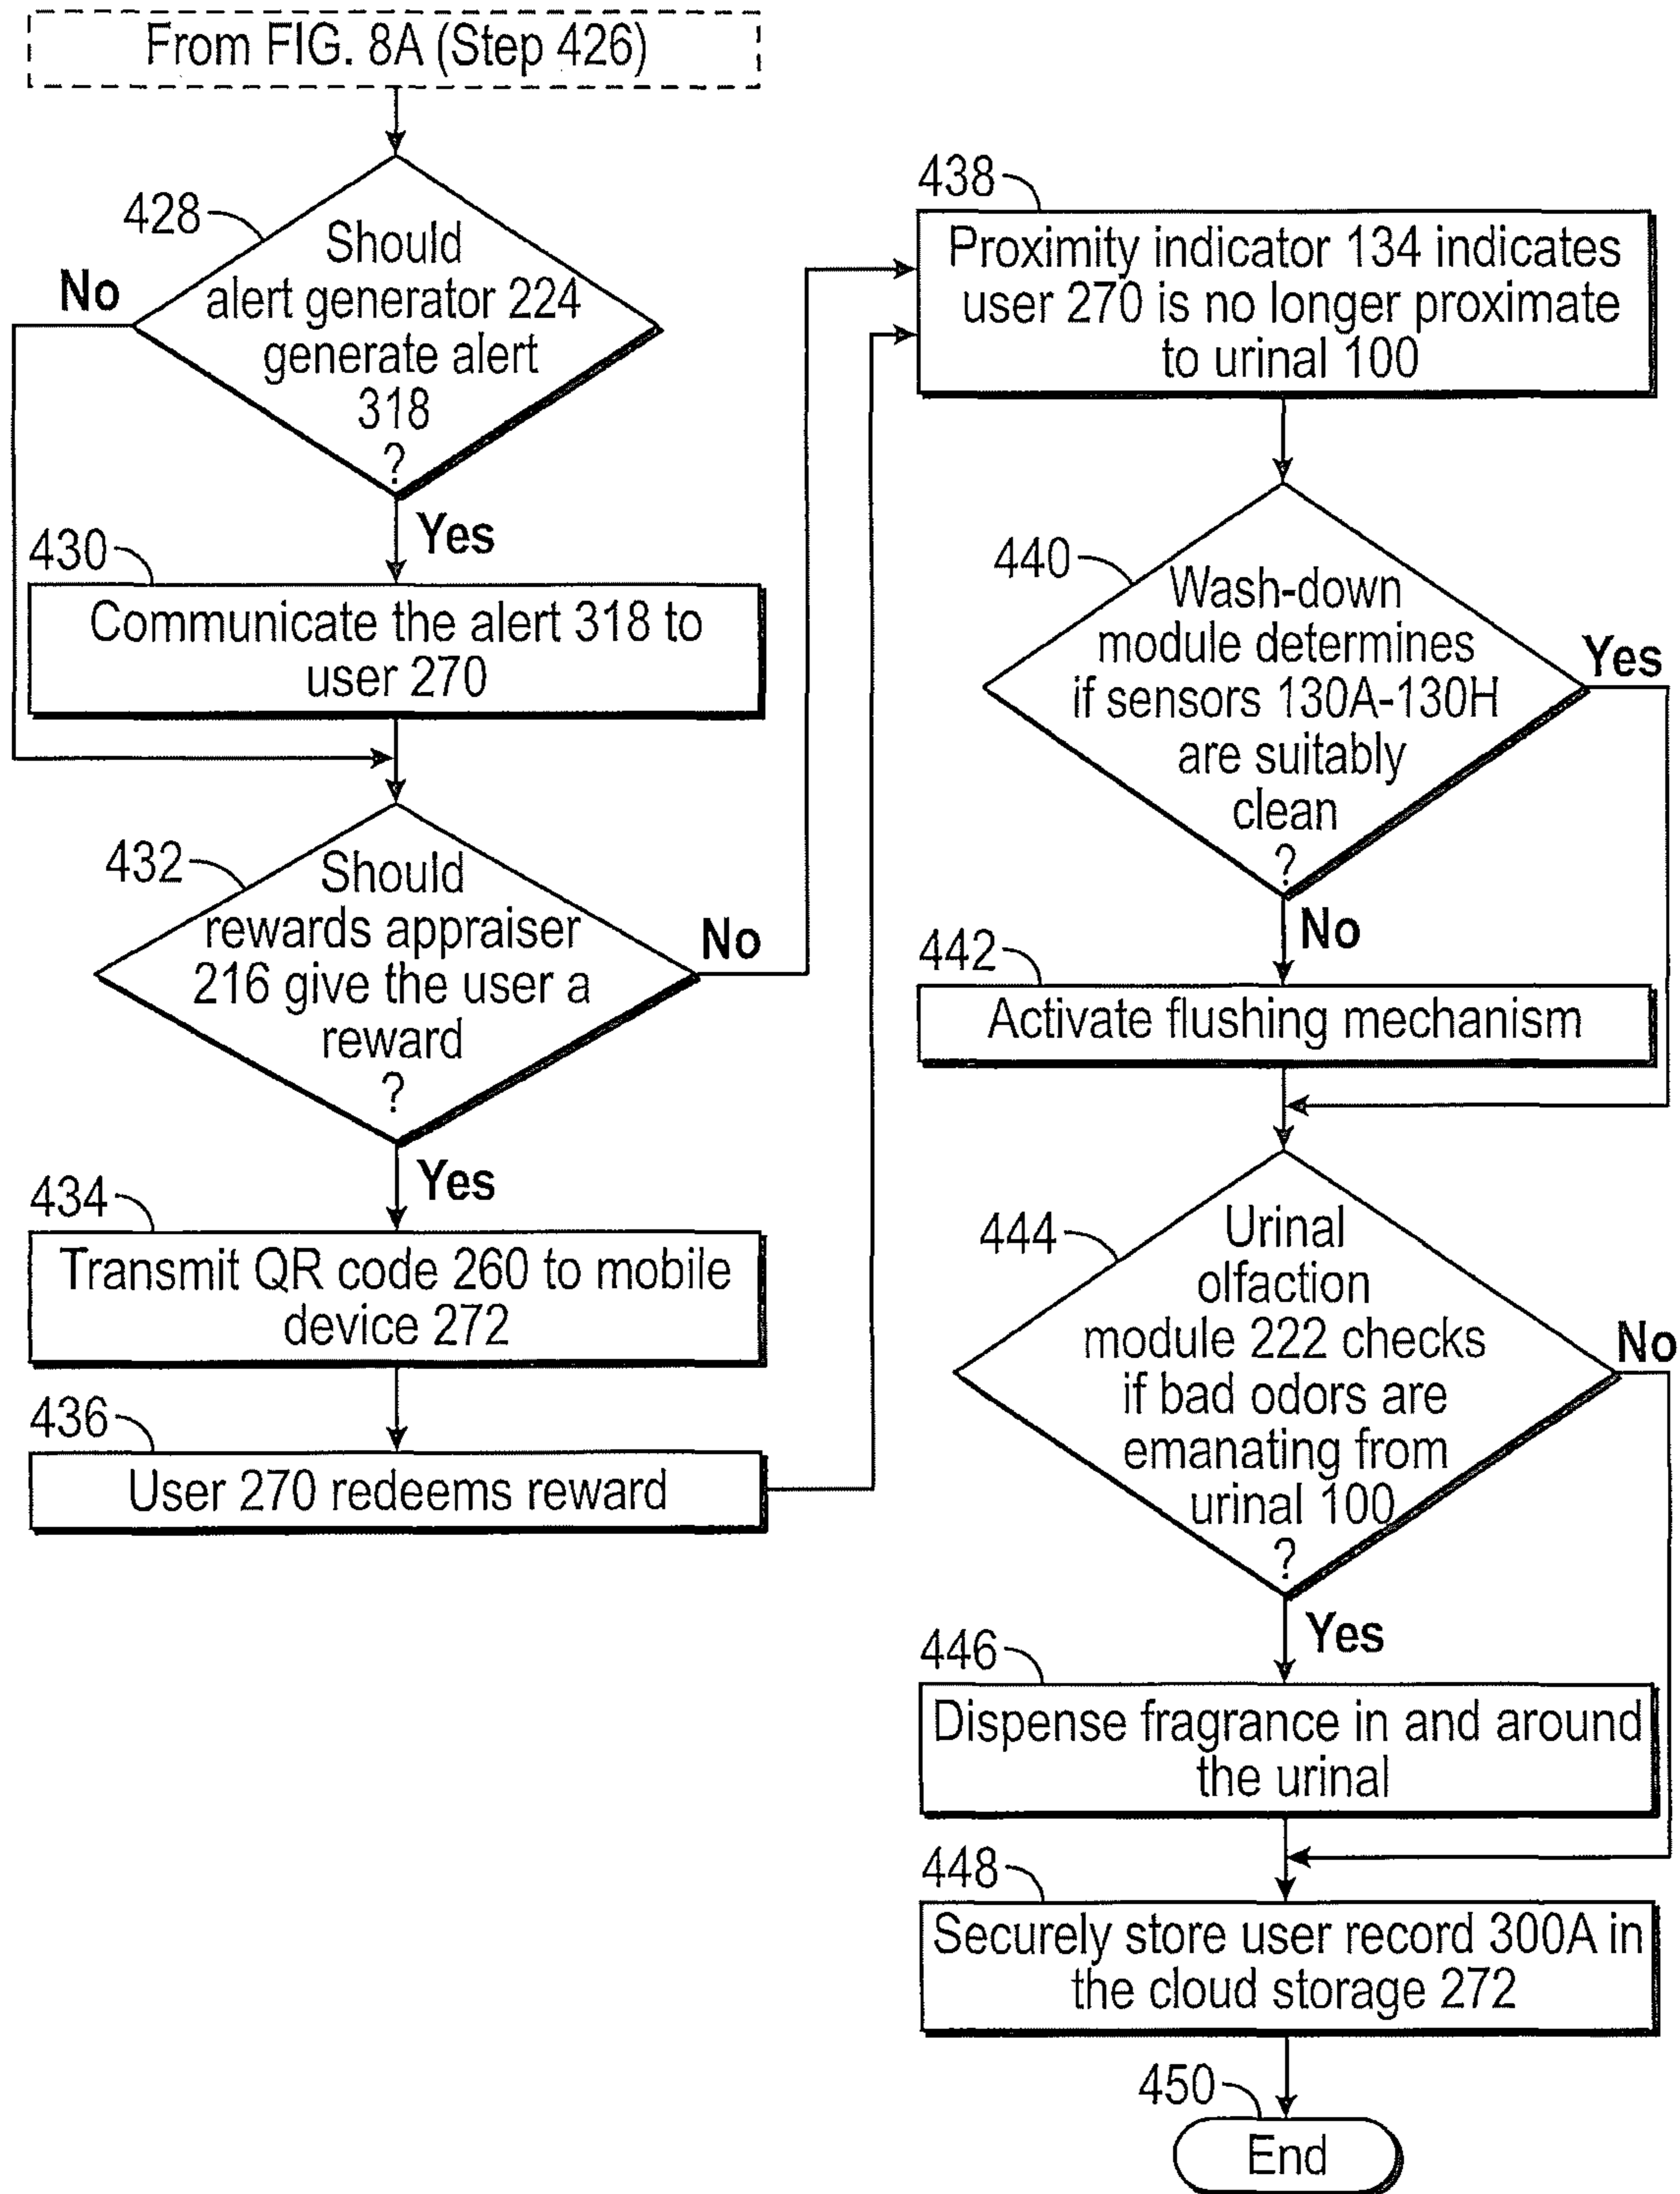 From FIG. 8A (Step 426)
428
Should
alert generator 224
generate alert
318
?
No
Yes
430
Communicate the alert 318 to
user 270
432
Should
rewards appraiser
216 give the user a
reward
?
No
Yes
434
Transmit QR code 260 to mobile
device 272
436
User 270 redeems reward
438
Proximity indicator 134 indicates
user 270 is no longer proximate
to urinal 100
440
Wash-down
module determines
if sensors 130A-130H
are suitably
clean
?
Yes
No
442
Activate flushing mechanism
444
Urinal
olfaction
module 222 checks
if bad odors are
emanating from
urinal 100
?
No
Yes
446
Dispense fragrance in and around
the urinal
448
Securely store user record 300A in
the cloud storage 272
450
End